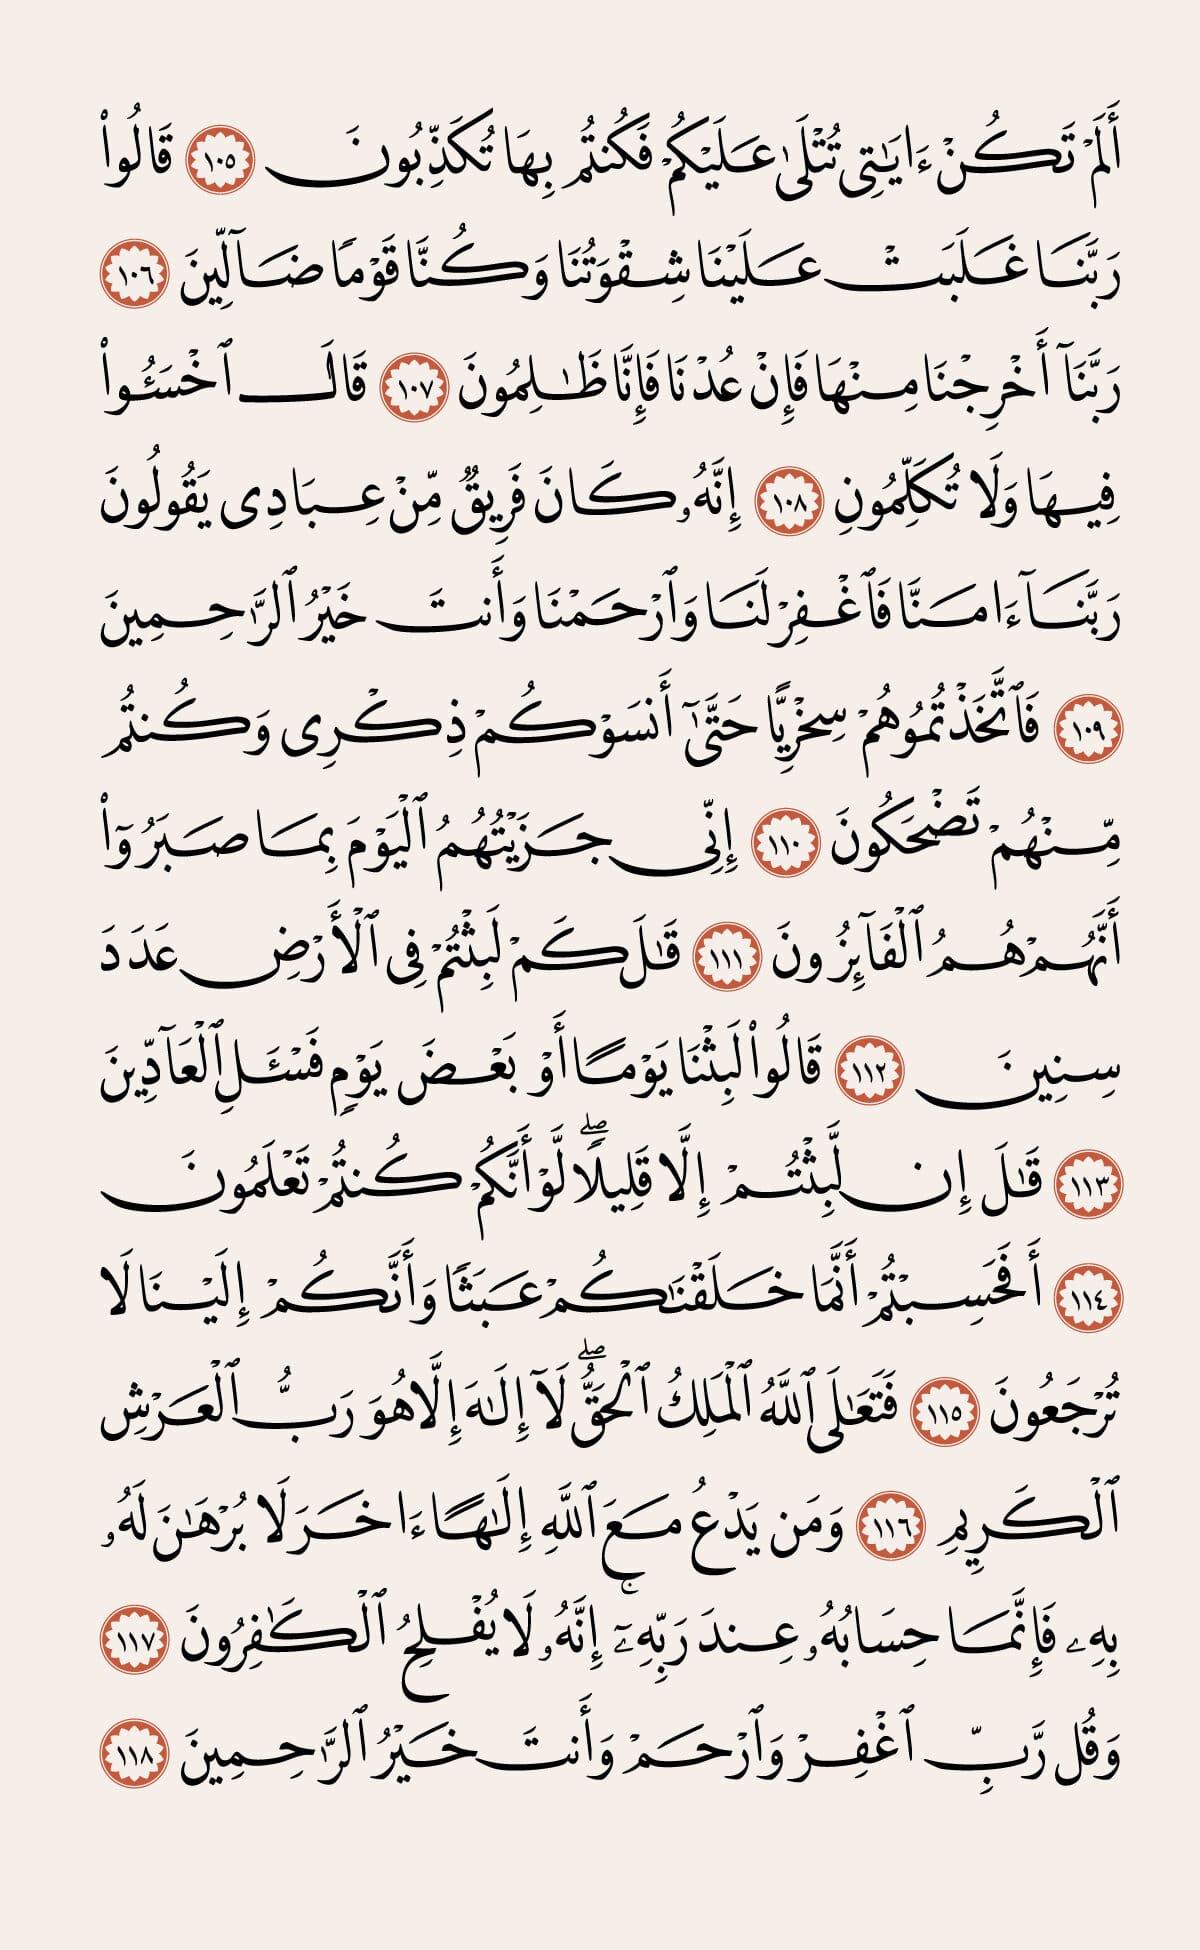 أَلَمْ تَكُنْ ءَايَٰتِى تُتْلَىٰ عَلَيْكُمْ فَكُنتُم بِهَا تُكَذِّبُونَ ١٠٥ قَالُوا۟
رَبَّنَا غَلَبَتْ عَلَيْنَا شِقْوَتُنَا وَكُنَّا قَوْمًا ضَآلِّينَ ١٠٦
رَبَّنَآ أَخْرِجْنَا مِنْهَا فَإِنْ عُدْنَا فَإِنَّا ظَٰلِمُونَ ١٠٧ قَالَ ٱخْسَـُٔوا۟
فِيهَا وَلَا تُكَلِّمُونِ ١٠٨ إِنَّهُۥ كَانَ فَرِيقٌ مِّنْ عِبَادِى يَقُولُونَ
رَبَّنَآ ءَامَنَّا فَٱغْفِرْ لَنَا وَٱرْحَمْنَا وَأَنتَ خَيْرُ ٱلرَّٰحِمِينَ
١٠٩ فَٱتَّخَذْتُمُوهُمْ سِخْرِيًّا حَتَّىٰٓ أَنسَوْكُمْ ذِكْرِى وَكُنتُم
مِّنْهُمْ تَضْحَكُونَ ١١٠ إِنِّى جَزَيْتُهُمُ ٱلْيَوْمَ بِمَا صَبَرُوٓا۟
أَنَّهُمْ هُمُ ٱلْفَآئِزُونَ ١١١ قَٰلَ كَمْ لَبِثْتُمْ فِى ٱلْأَرْضِ عَدَدَ
سِنِينَ ١١٢ قَالُوا۟ لَبِثْنَا يَوْمًا أَوْ بَعْضَ يَوْمٍ فَسْـَٔلِ ٱلْعَآدِّينَ
١١٣ قَٰلَ إِن لَّبِثْتُمْ إِلَّا قَلِيلًا ۖ لَّوْ أَنَّكُمْ كُنتُمْ تَعْلَمُونَ
١١٤ أَفَحَسِبْتُمْ أَنَّمَا خَلَقْنَٰكُمْ عَبَثًا وَأَنَّكُمْ إِلَيْنَا لَا
تُرْجَعُونَ ١١٥ فَتَعَٰلَى ٱللَّهُ ٱلْمَلِكُ ٱلْحَقُّ ۖ لَآ إِلَٰهَ إِلَّا هُوَ رَبُّ ٱلْعَرْشِ
ٱلْكَرِيمِ ١١٦ وَمَن يَدْعُ مَعَ ٱللَّهِ إِلَٰهًا ءَاخَرَ لَا بُرْهَٰنَ لَهُۥ
بِهِۦ فَإِنَّمَا حِسَابُهُۥ عِندَ رَبِّهِۦٓ ۚ إِنَّهُۥ لَا يُفْلِحُ ٱلْكَٰفِرُونَ ١١٧
وَقُل رَّبِّ ٱغْفِرْ وَٱرْحَمْ وَأَنتَ خَيْرُ ٱلرَّٰحِمِينَ ١١٨